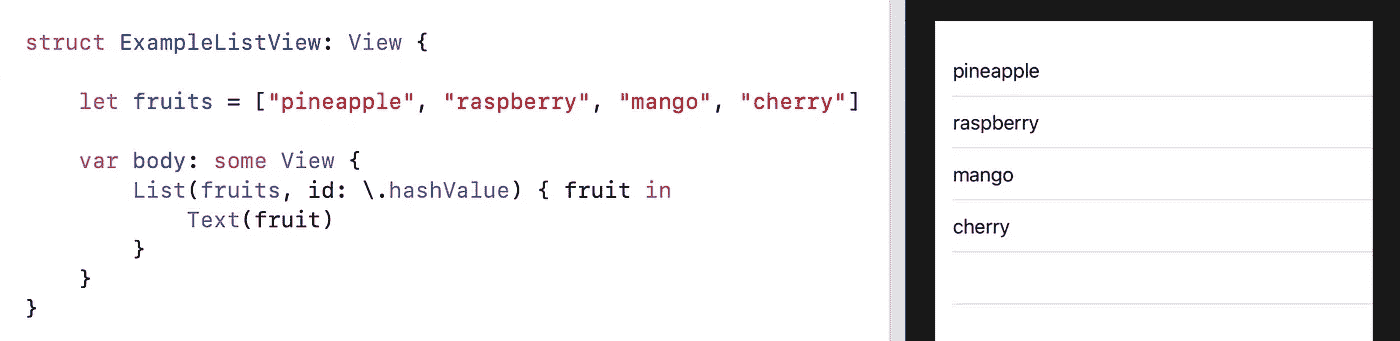 struct ExampleListView: View {
let fruits = ["pineapple", "raspberry", "mango", "cherry"]
var body: some View {
List(fruits, id: \.hashValue) { fruit in
Text(fruit)
}
}
}
pineapple
raspberry
mango
cherry